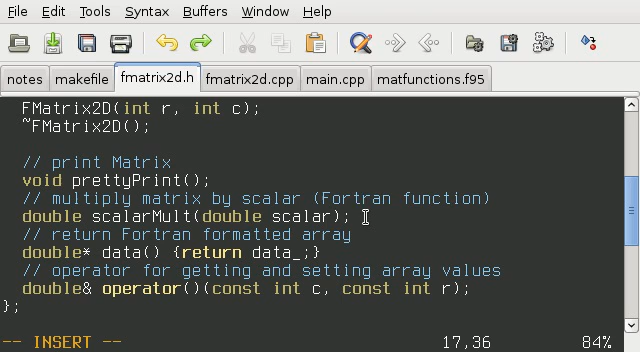 File Edit Tools Syntax Buffers Window Help
notes makefile fmatrix2d.h fmatrix2d.cpp main.cpp matfunctions.f95
FMatrix2D(int r, int c);
~FMatrix2D();
// print Matrix
void prettyPrint();
// multiply matrix by scalar (Fortran function)
double scalarMult(double scalar);
// return Fortran formatted array
double* data() {return data_;}
// operator for getting and setting array values
double& operator()(const int c, const int r);
};
-- INSERT -- 17,36 84%